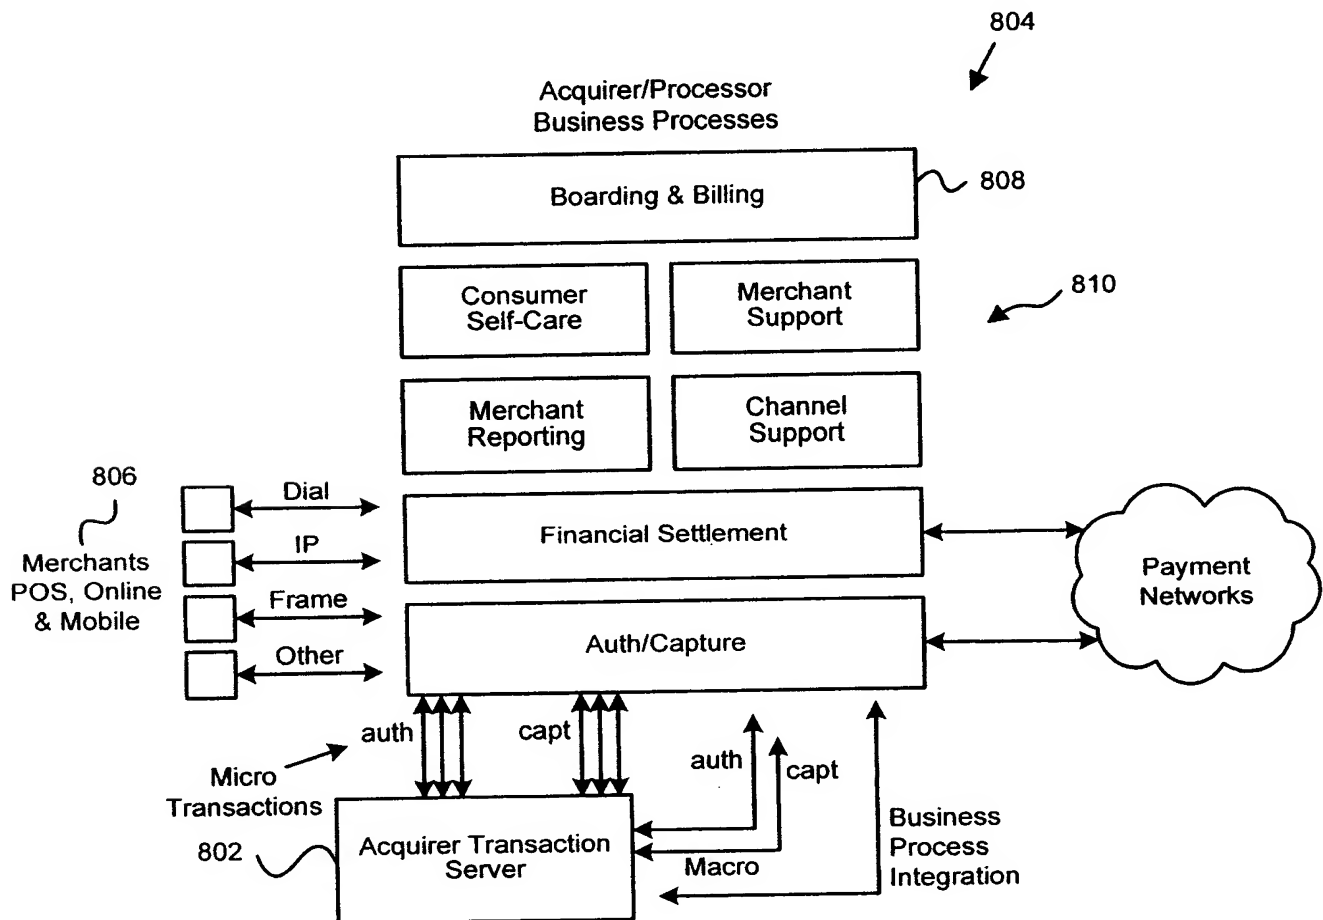 804
Acquirer/Processor
Business Processes
Boarding & Billing
808
Consumer
Self-Care
Merchant
Support
810
Merchant
Reporting
Channel
Support
806
Merchants
POS, Online
& Mobile
Dial
IP
Frame
Other
Financial Settlement
Auth/Capture
Payment
Networks
auth
capt
auth
capt
Micro
Transactions
802
Acquirer Transaction
Server
Macro
Business
Process
Integration